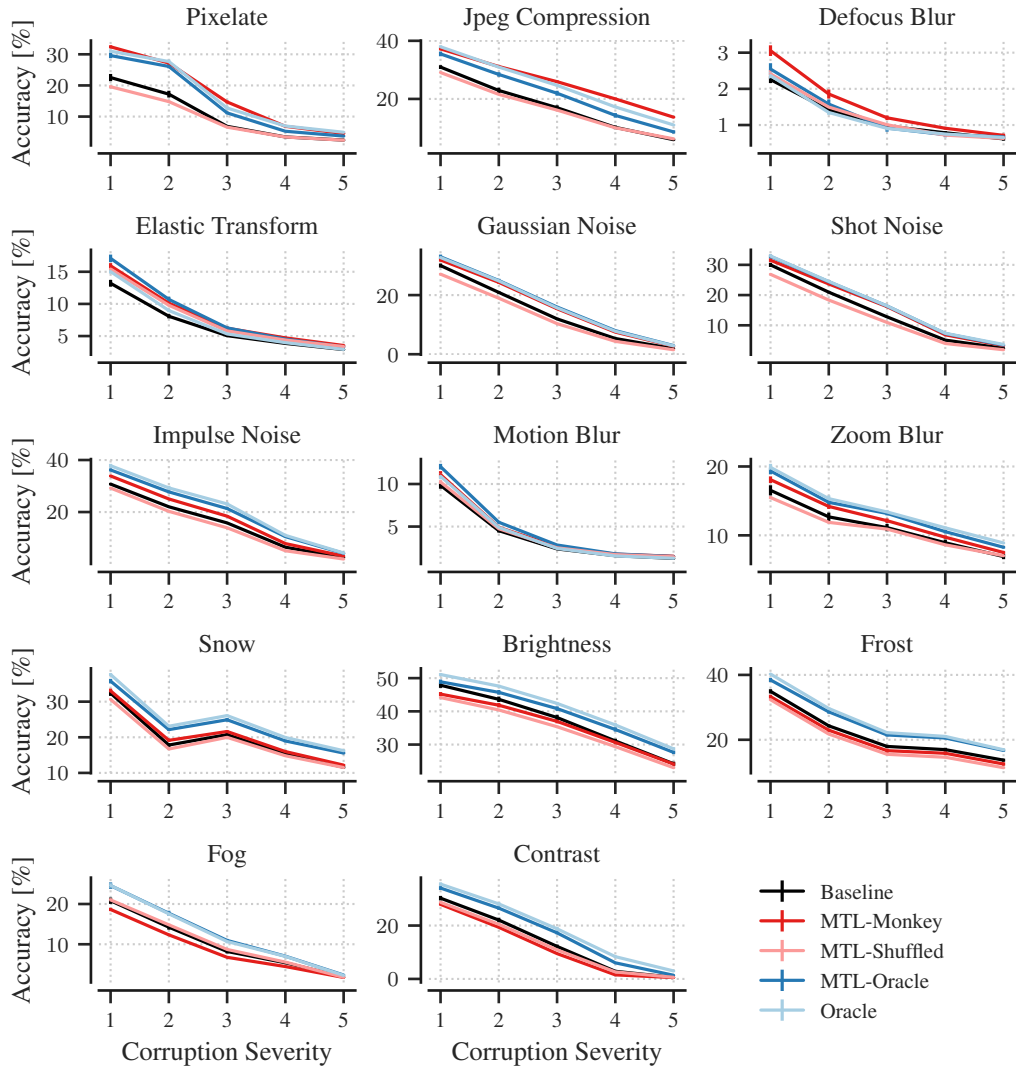 Pixelate Jpeg Compression Defocus Blur
Accuracy [%]
30
20
10
1 2 3 4 5
40
20
1 2 3 4 5
3
2
1
1 2 3 4 5
Elastic Transform Gaussian Noise Shot Noise
Accuracy [%]
15
10
5
1 2 3 4 5
20
0
1 2 3 4 5
30
20
10
1 2 3 4 5
Impulse Noise Motion Blur Zoom Blur
Accuracy [%]
40
20
1 2 3 4 5
10
5
1 2 3 4 5
20
10
1 2 3 4 5
Snow Brightness Frost
Accuracy [%]
30
20
10
1 2 3 4 5
50
40
30
1 2 3 4 5
40
20
1 2 3 4 5
Fog Contrast
Accuracy [%]
20
10
1 2 3 4 5
Corruption Severity
20
0
1 2 3 4 5
Corruption Severity
Baseline
MTL-Monkey
MTL-Shuffled
MTL-Oracle
Oracle